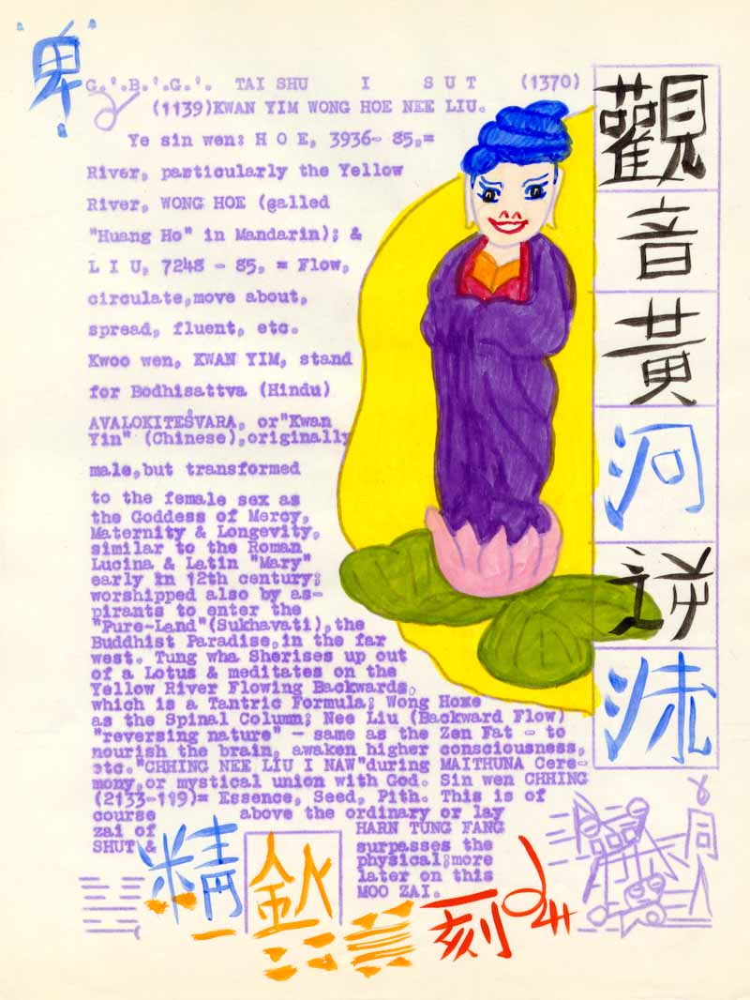 卑
G.'.B.'.G.'. TAI SHU I SUT (1370)
(1139)KWAN YIM WONG HOE NEE LIU.
Ye sin wen: H O E, 3936- 85,=
River, particularly the Yellow
River, WONG HOE (galled
"Huang Ho" in Mandarin); &
L I U, 7248 - 85, = Flow,
circulate,move about,
spread, fluent, etc.
Kwoo wen, KWAN YIM, stand
for Bodhisattva (Hindu)
AVALOKITEŚVARA, or"Kwan
Yin" (Chinese),originally
male,but transformed
to the female sex as
the Goddess of Mercy,
Maternity & Longevity,
similar to the Roman
Lucina & Latin "Mary"
early in 12th century;
worshipped also by as-
pirants to enter the
"Pure-Land"(Sukhavati),the
Buddhist Paradise,in the far
west. Tung wha Sherises up out
of a Lotus & meditates on the
Yellow River Flowing Backwards,
which is a Tantric Formula; Wong Home
as the Spinal Column; Nee Liu (Backward Flow)
"reversing nature" - same as the Zen Fat - to
nourish the brain, awaken higher consciousness,
etc."CHHING NEE LIU I NAW"during MAITHUNA Cere-
mony,or mystical union with God. Sin wen CHHING
(2133-119)= Essence, Seed, Pith. This is of
course above the ordinary or lay
zai of HARN TUNG FANG
SHUT & surpasses the
physical;more
later on this
MOO ZAI.
觀
音
黃
河
逆
流
精
刻
同
人